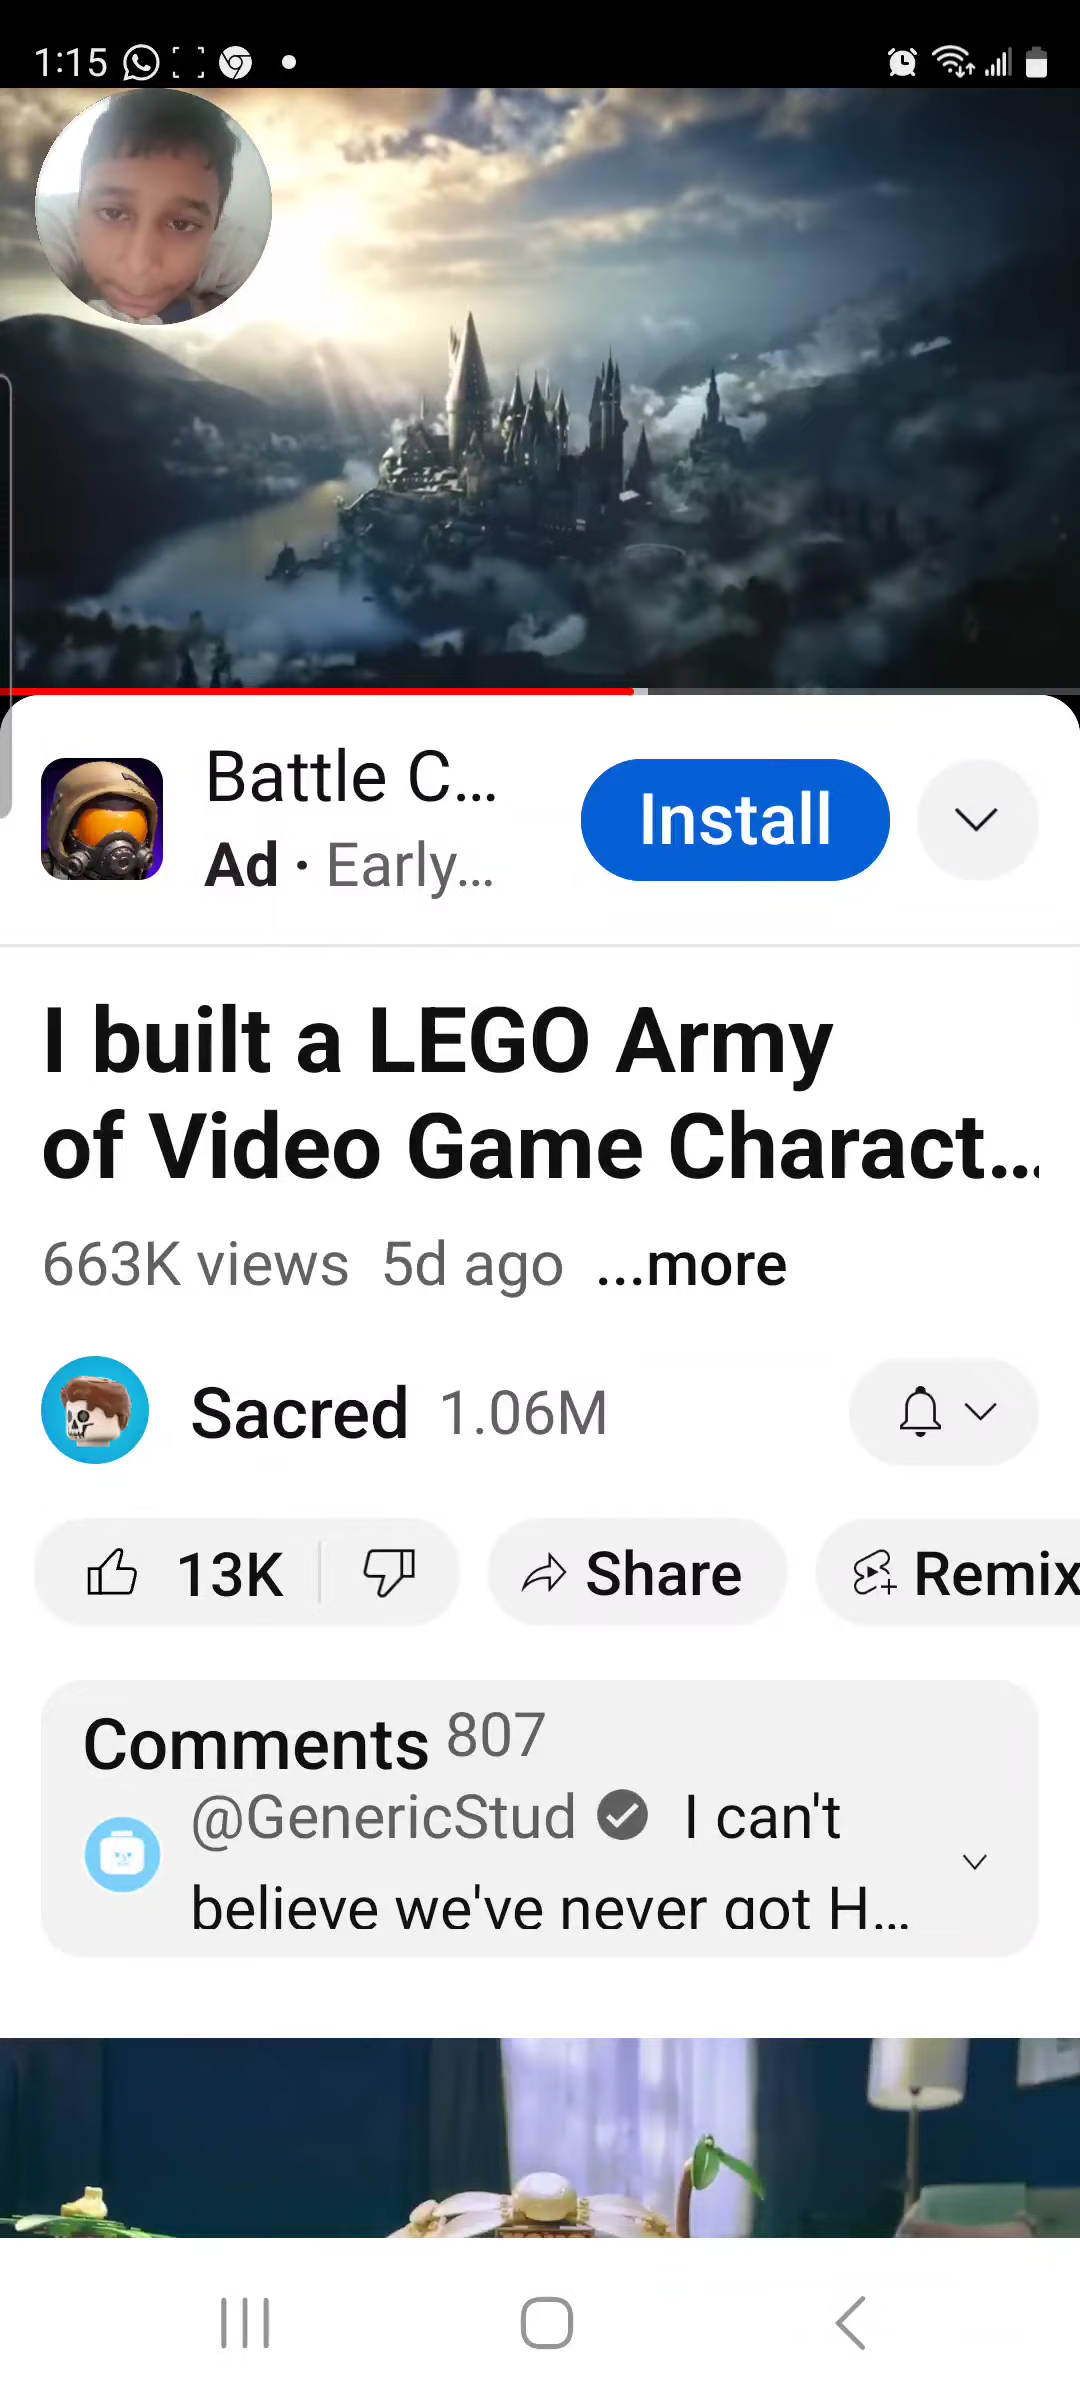 1:15
Battle C...
Ad · Early...
Install
I built a LEGO Army
of Video Game Charact...
663K views 5d ago ...more
Sacred 1.06M
13K
Share
Remix
Comments 807
@GenericStud I can't
believe we've never got H...